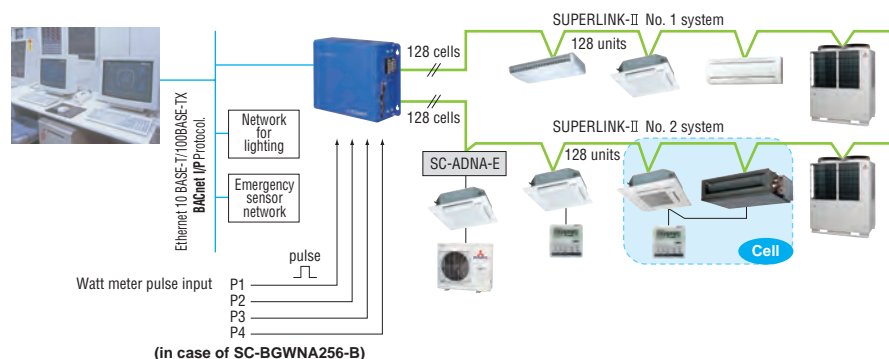 SUPERLINK-Ⅱ No. 1 system
128 cells
128 units
128 cells
SUPERLINK-Ⅱ No. 2 system
128 units
SC-ADNA-E
Network
for
lighting
Emergency
sensor
network
Ethernet 10 BASE-T/100BASE-TX
BACnet I/P Protocol.
Cell
pulse
Watt meter pulse input
P1
P2
P3
P4
(in case of SC-BGWNA256-B)